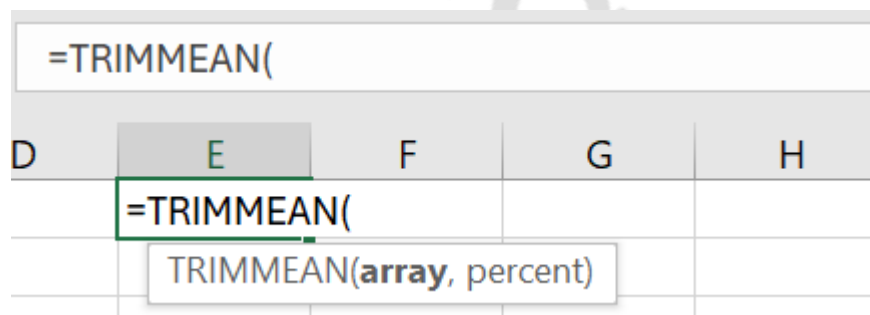 =TRIMMEAN(
D E F G H
=TRIMMEAN(
TRIMMEAN(array, percent)